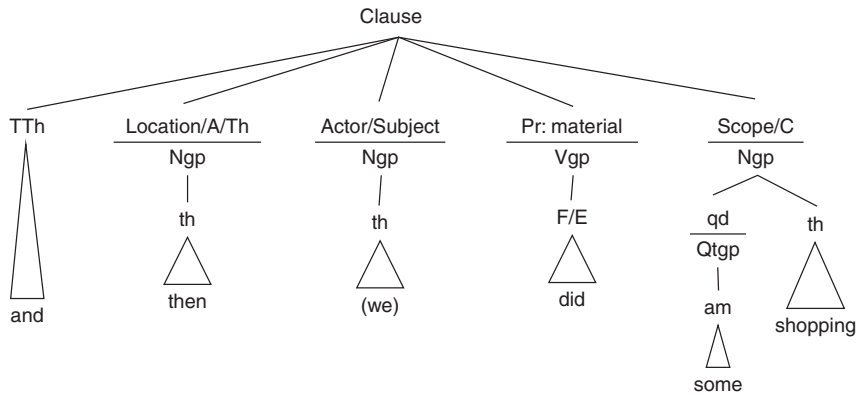 Clause
TTh Location/A/Th Actor/Subject Pr: material Scope/C
Ngp Ngp Vgp Ngp
th th F/E qd th
Qtgp
and then (we) did am shopping
some